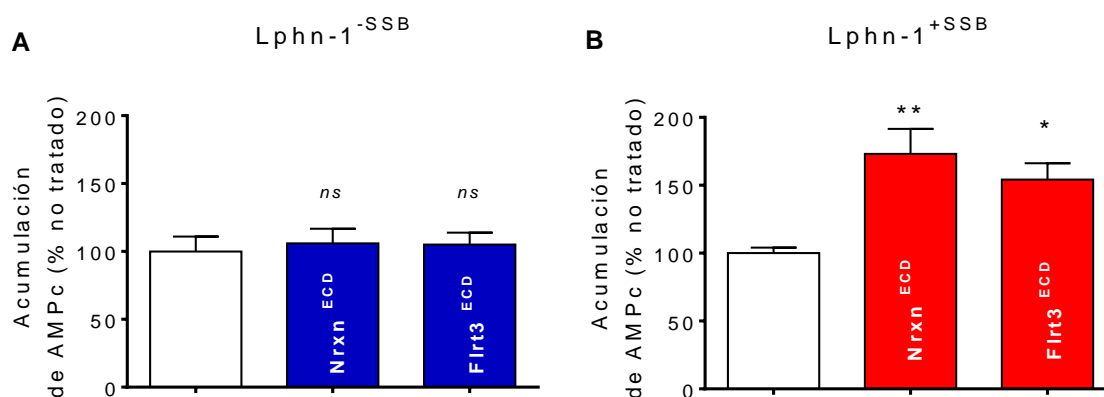 A
Lphn-1-SSB
Acumulación
de AMPc (% no tratado)
200
150
100
50
0
ns
ns
Nrxn ECD
Flrt3 ECD
B
Lphn-1+SSB
Acumulación
de AMPc (% no tratado)
200
150
100
50
0
**
*
Nrxn ECD
Flrt3 ECD